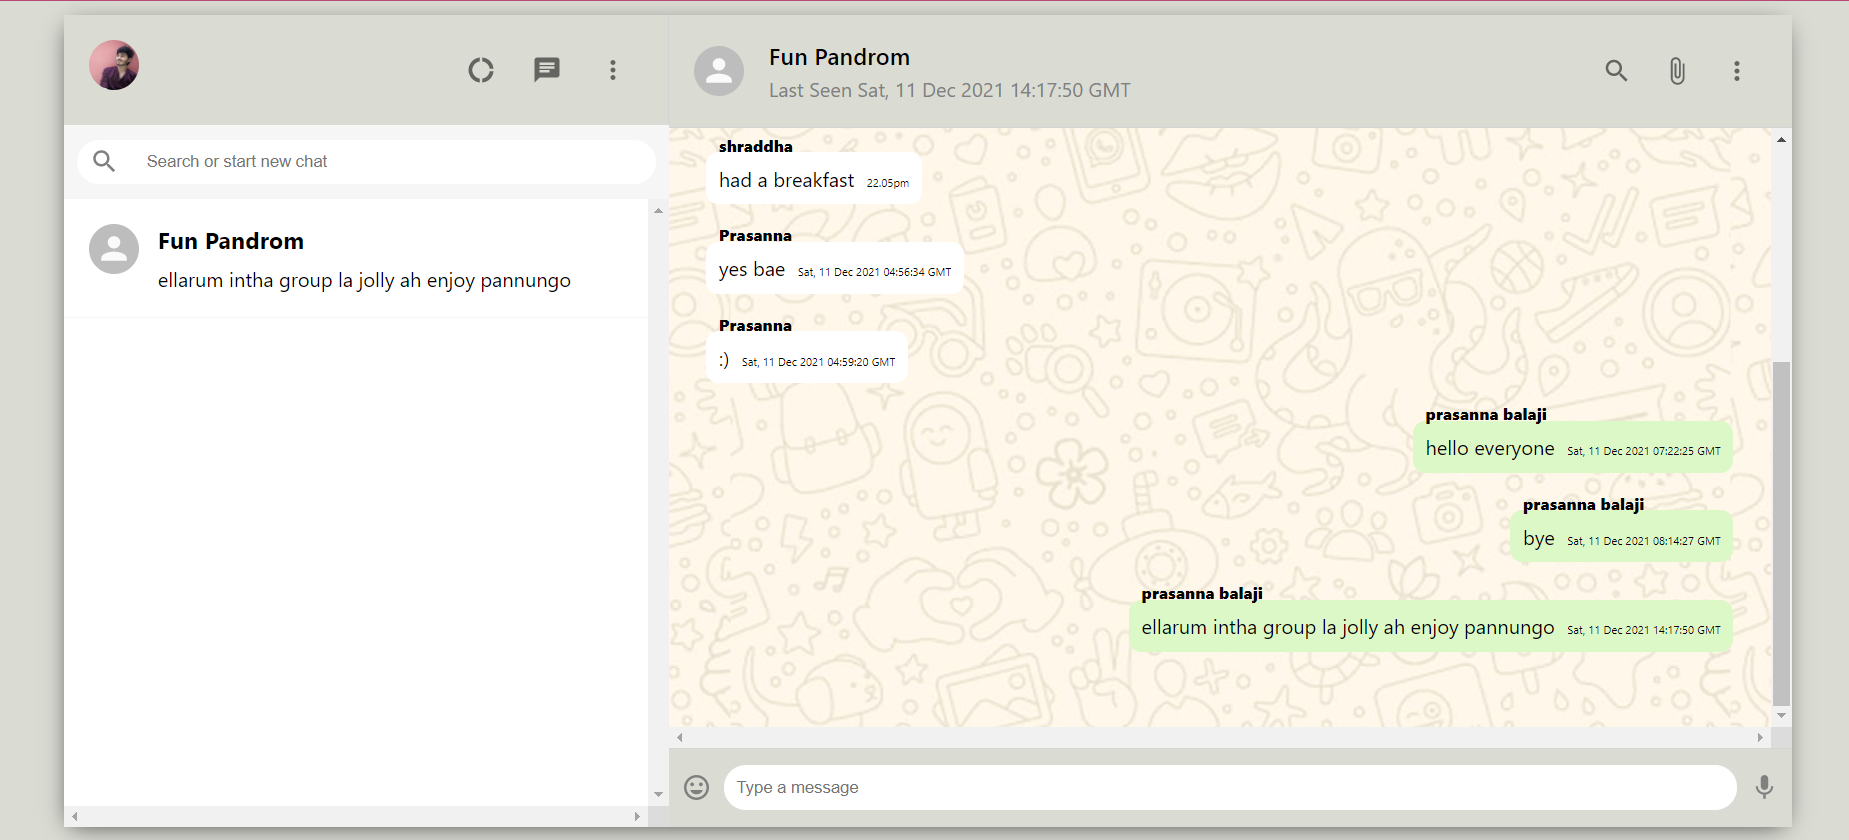 Search or start new chat
Fun Pandrom
ellarum intha group la jolly ah enjoy pannungo
Fun Pandrom
Last Seen Sat, 11 Dec 2021 14:17:50 GMT
shraddha
had a breakfast 22.05pm
Prasanna
yes bae Sat, 11 Dec 2021 04:56:34 GMT
Prasanna
:) Sat, 11 Dec 2021 04:59:20 GMT
prasanna balaji
hello everyone Sat, 11 Dec 2021 07:22:25 GMT
prasanna balaji
bye Sat, 11 Dec 2021 08:14:27 GMT
prasanna balaji
ellarum intha group la jolly ah enjoy pannungo Sat, 11 Dec 2021 14:17:50 GMT
Type a message